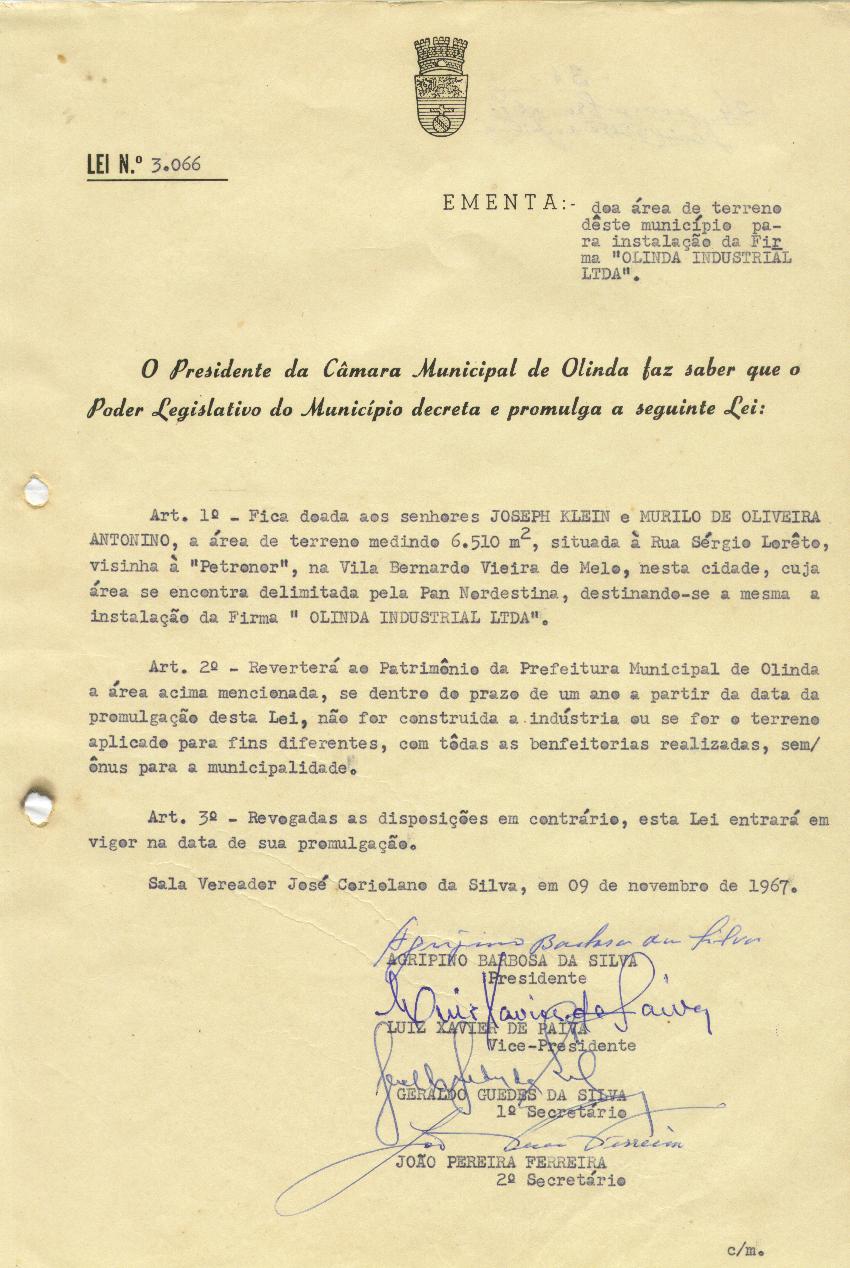 LEI N.º 3.066
EMENTA:- doa área de terreno
dêste município pa-
ra instalação da Fir
ma "OLINDA INDUSTRIAL
LTDA".
O Presidente da Câmara Municipal de Olinda faz saber que o
Poder Legislativo do Município decreta e promulga a seguinte Lei:
Art. 1º - Fica doada aos senhores JOSEPH KLEIN e MURILO DE OLIVEIRA
ANTONINO, a área de terreno medindo 6.510 m², situada à Rua Sérgio Lorêto,
visinha à "Petronor", na Vila Bernardo Vieira de Melo, nesta cidade, cuja
área se encontra delimitada pela Pan Nordestina, destinando-se a mesma a
instalação da Firma " OLINDA INDUSTRIAL LTDA".
Art. 2º - Reverterá ao Patrimônio da Prefeitura Municipal de Olinda
a área acima mencionada, se dentro do prazo de um ano a partir da data da
promulgação desta Lei, não for construida a indústria ou se for o terreno
aplicado para fins diferentes, com tôdas as benfeitorias realizadas, sem/
ônus para a municipalidade.
Art. 3º - Revogadas as disposições em contrário, esta Lei entrará em
vigor na data de sua promulgação.
Sala Vereador José Coriolano da Silva, em 09 de novembro de 1967.
Agripino Barbosa da Silva
AGRIPINO BARBOSA DA SILVA
Presidente
Luiz Xavier de Paiva
LUIZ XAVIER DE PAIVA
Vice-Presidente
GERALDO GUEDES DA SILVA
1º Secretário
Ferreira
JOÃO PEREIRA FERREIRA
2º Secretário
c/m.